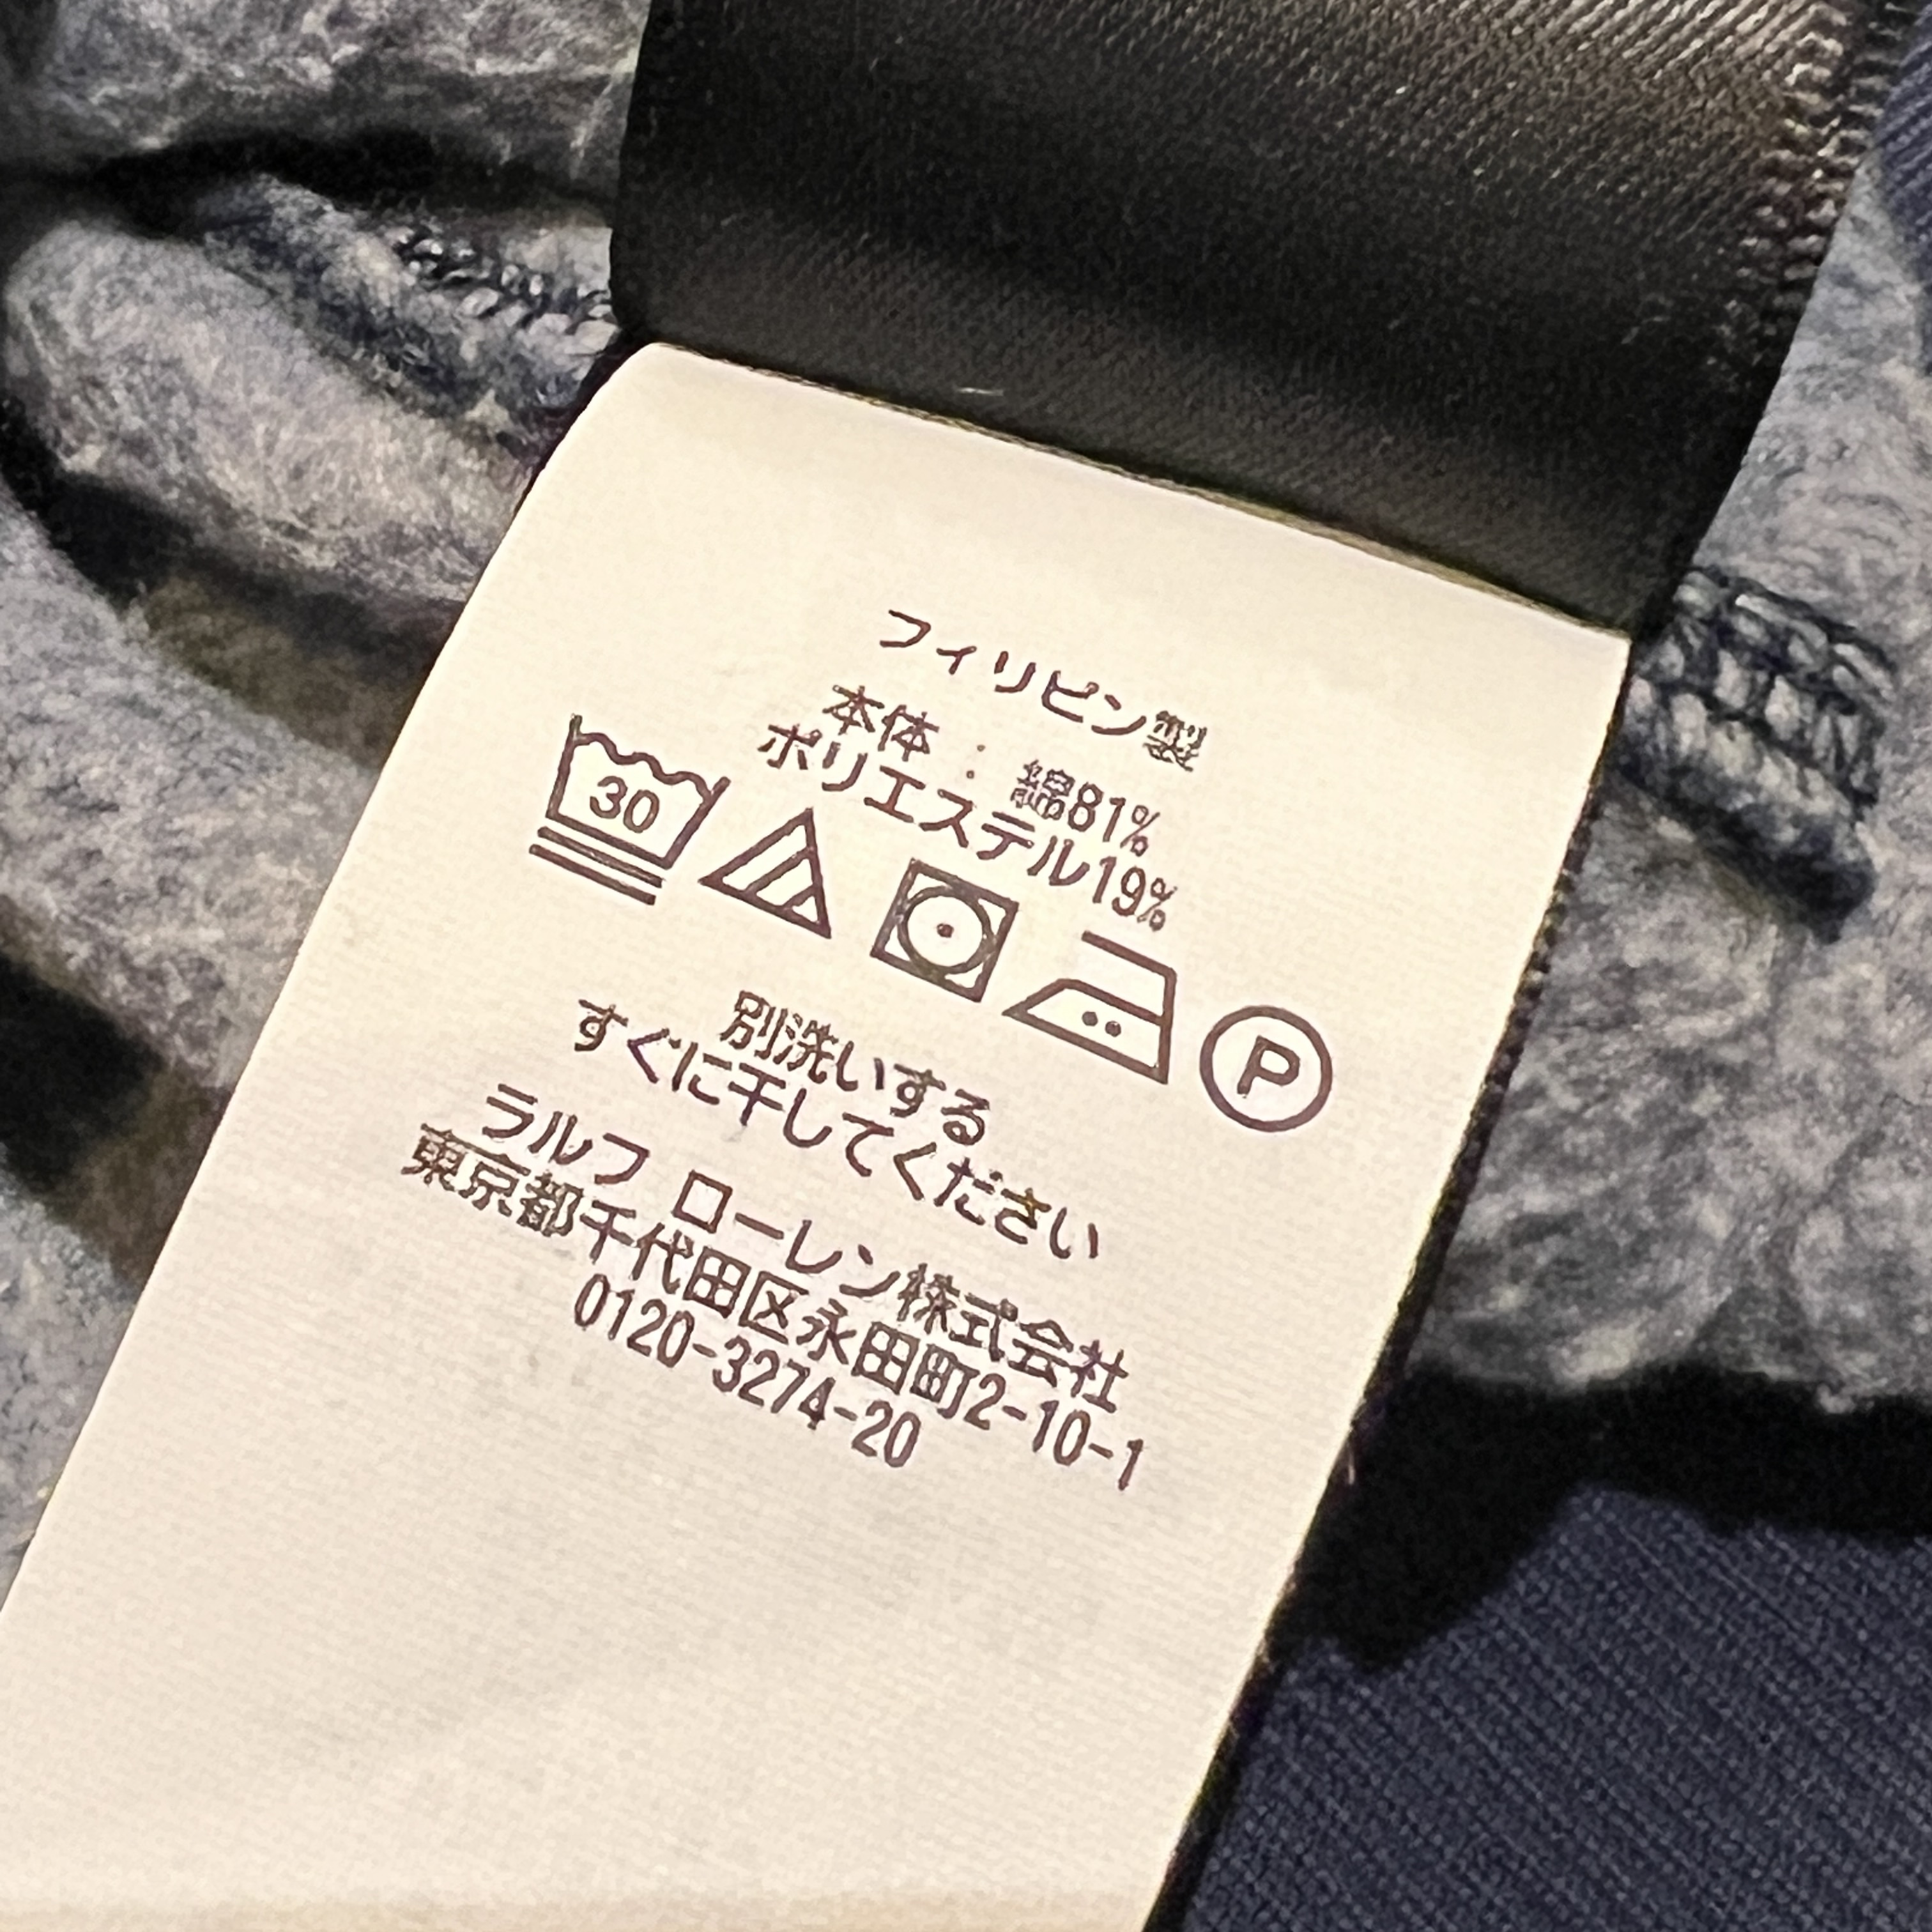 フィリピン製
本体 : 綿81%
ポリエステル19%
30
P
別洗いする
すぐに干してください
ラルフ ローレン株式会社
東京都千代田区永田町2-10-1
0120-3274-20